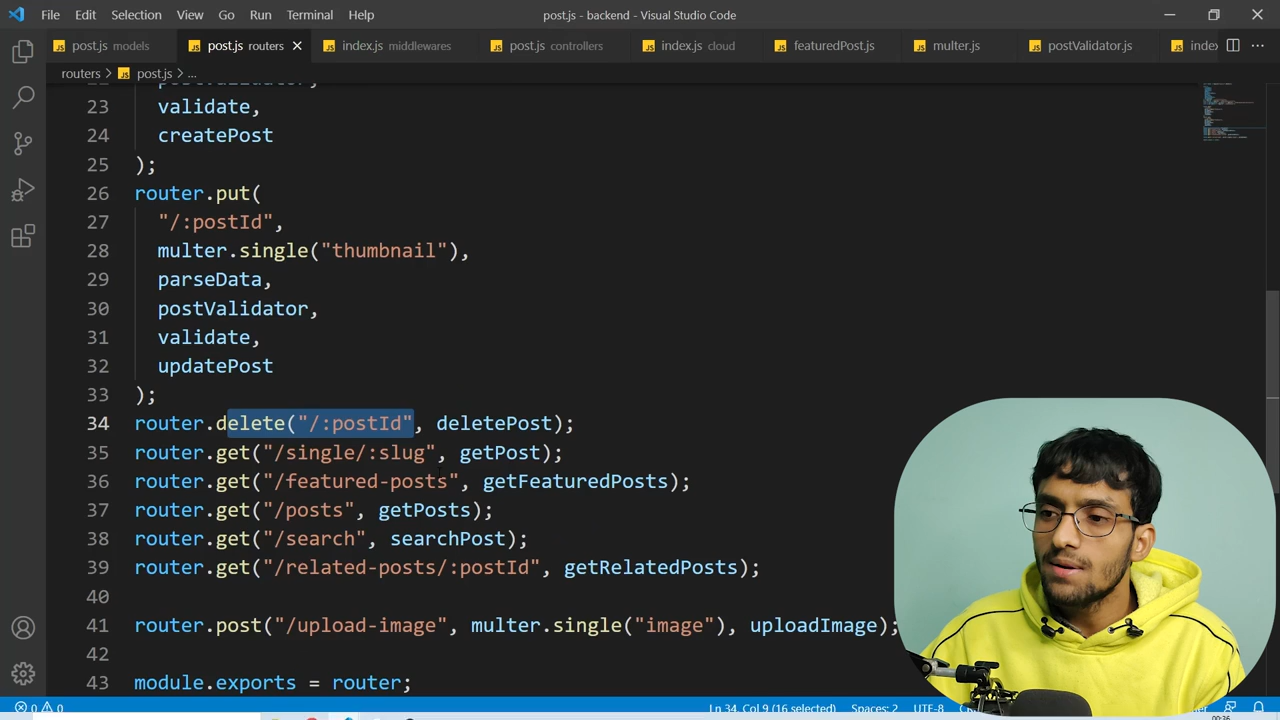 File Edit Selection View Go Run Terminal Help post.js - backend - Visual Studio Code
post.js models post.js routers index.js middlewares post.js controllers index.js cloud featuredPost.js multer.js postValidator.js index
routers > post.js > ...
23 validate,
24 createPost
25 );
26 router.put(
27 "/:postId",
28 multer.single("thumbnail"),
29 parseData,
30 postValidator,
31 validate,
32 updatePost
33 );
34 router.delete("/:postId", deletePost);
35 router.get("/single/:slug", getPost);
36 router.get("/featured-posts", getFeaturedPosts);
37 router.get("/posts", getPosts);
38 router.get("/search", searchPost);
39 router.get("/related-posts/:postId", getRelatedPosts);
40
41 router.post("/upload-image", multer.single("image"), uploadImage);
42
43 module.exports = router;
0 0 Ln 34, Col 9 (16 selected) Spaces: 2 UTF-8
00:36